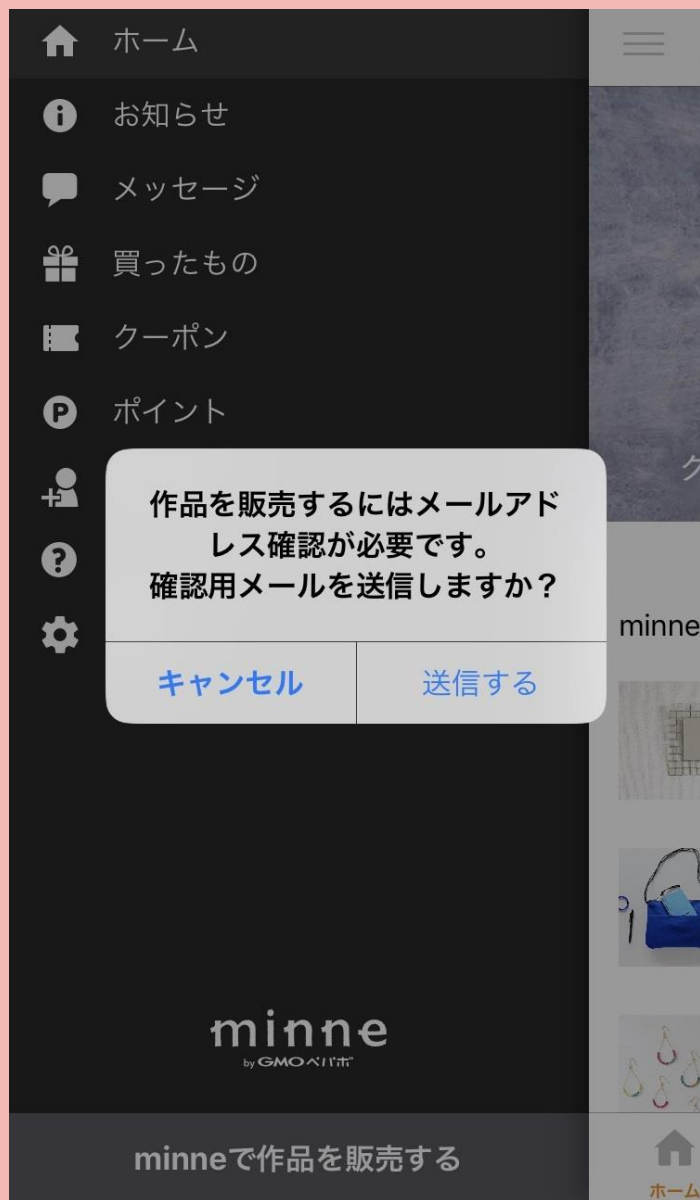 ホーム
お知らせ
メッセージ
買ったもの
クーポン
ポイント
作品を販売するにはメールアド
レス確認が必要です。
確認用メールを送信しますか？
キャンセル
送信する
minne
by GMOペパボ
minneで作品を販売する
ク
minne
ホーム